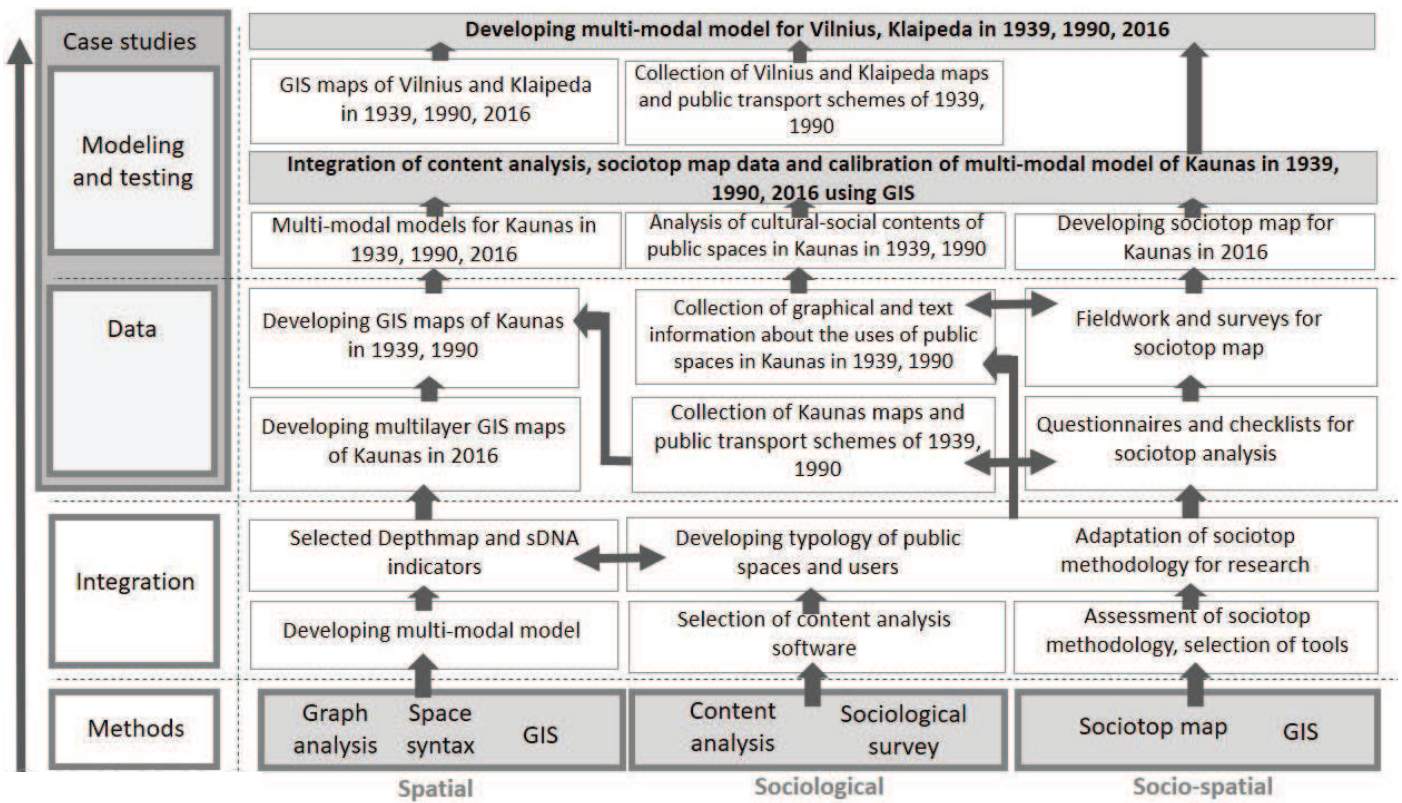 Case studies
Developing multi-modal model for Vilnius, Klaipeda in 1939, 1990, 2016
Modeling
and testing
GIS maps of Vilnius and Klaipeda
in 1939, 1990, 2016
Collection of Vilnius and Klaipeda maps
and public transport schemes of 1939,
1990
Integration of content analysis, sociotop map data and calibration of multi-modal model of Kaunas in 1939,
1990, 2016 using GIS
Multi-modal models for Kaunas in
1939, 1990, 2016
Analysis of cultural-social contents of
public spaces in Kaunas in 1939, 1990
Developing sociotop map for
Kaunas in 2016
Data
Developing GIS maps of Kaunas
in 1939, 1990
Collection of graphical and text
information about the uses of public
spaces in Kaunas in 1939, 1990
Fieldwork and surveys for
sociotop map
Developing multilayer GIS maps
of Kaunas in 2016
Collection of Kaunas maps and
public transport schemes of 1939,
1990
Questionnaires and checklists for
sociotop analysis
Integration
Selected Depthmap and sDNA
indicators
Developing typology of public
spaces and users
Adaptation of sociotop
methodology for research
Developing multi-modal model
Selection of content analysis
software
Assessment of sociotop
methodology, selection of tools
Methods
Graph
analysis
Space
syntax
GIS
Content
analysis
Sociological
survey
Sociotop map
GIS
Spatial
Sociological
Socio-spatial